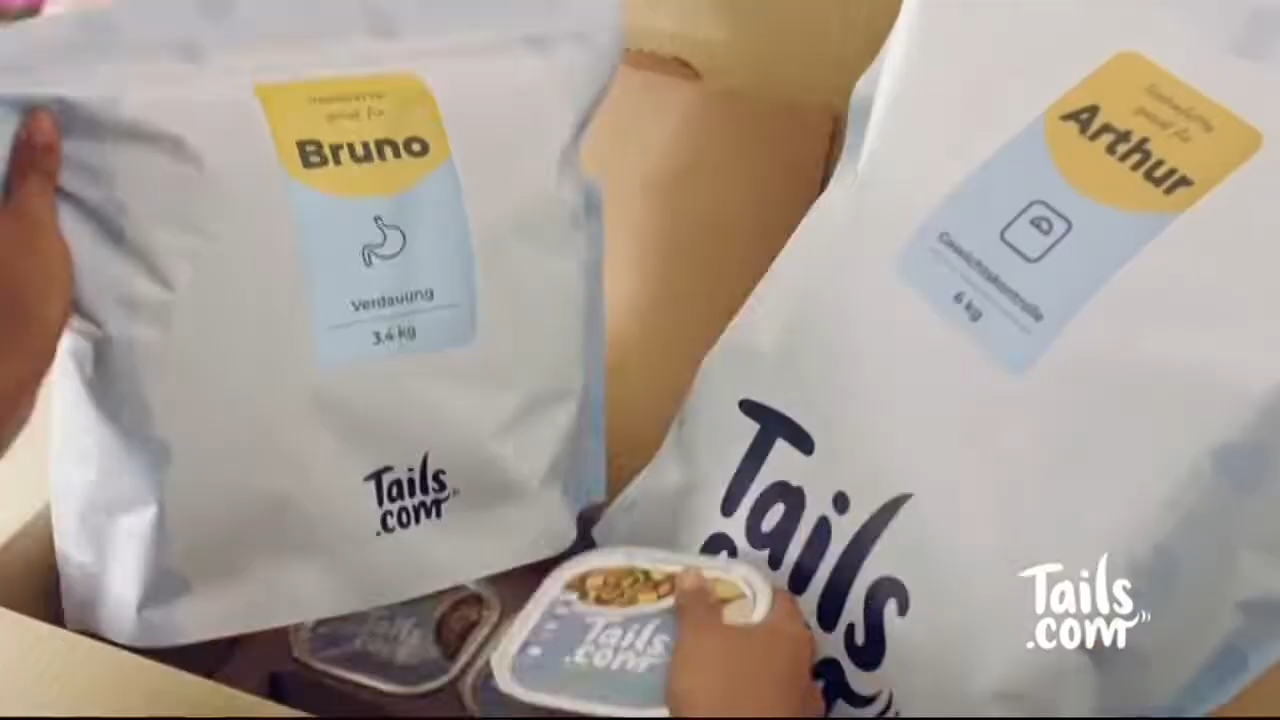 Bruno
Verdauung
3.4 kg
Tails
.com
Arthur
Gewichtskontrolle
6 kg
Tails
Tails
.com
Tails
.com